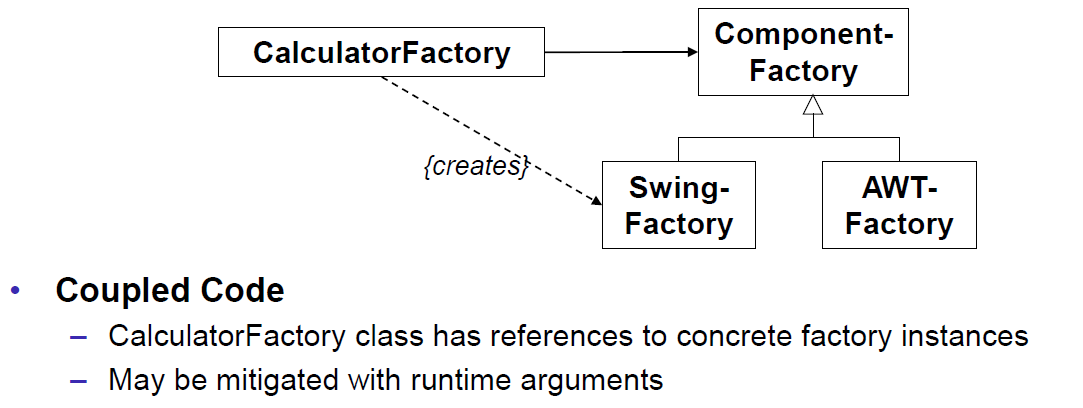 CalculatorFactory
Component-
Factory
{creates}
Swing-
Factory
AWT-
Factory
• Coupled Code
– CalculatorFactory class has references to concrete factory instances
– May be mitigated with runtime arguments